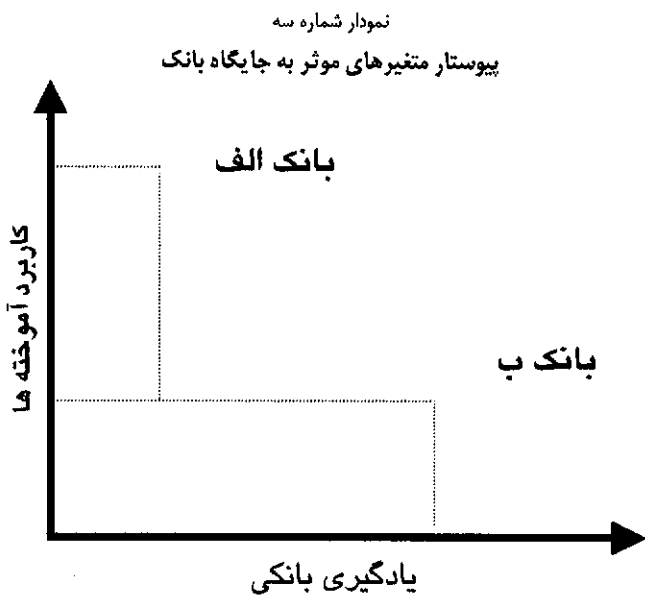 نمودار شماره سه
پیوستار متغیرهای موثر به جایگاه بانک
بانک الف
کاربرد آموخته ها
بانک ب
یادگیری بانکی